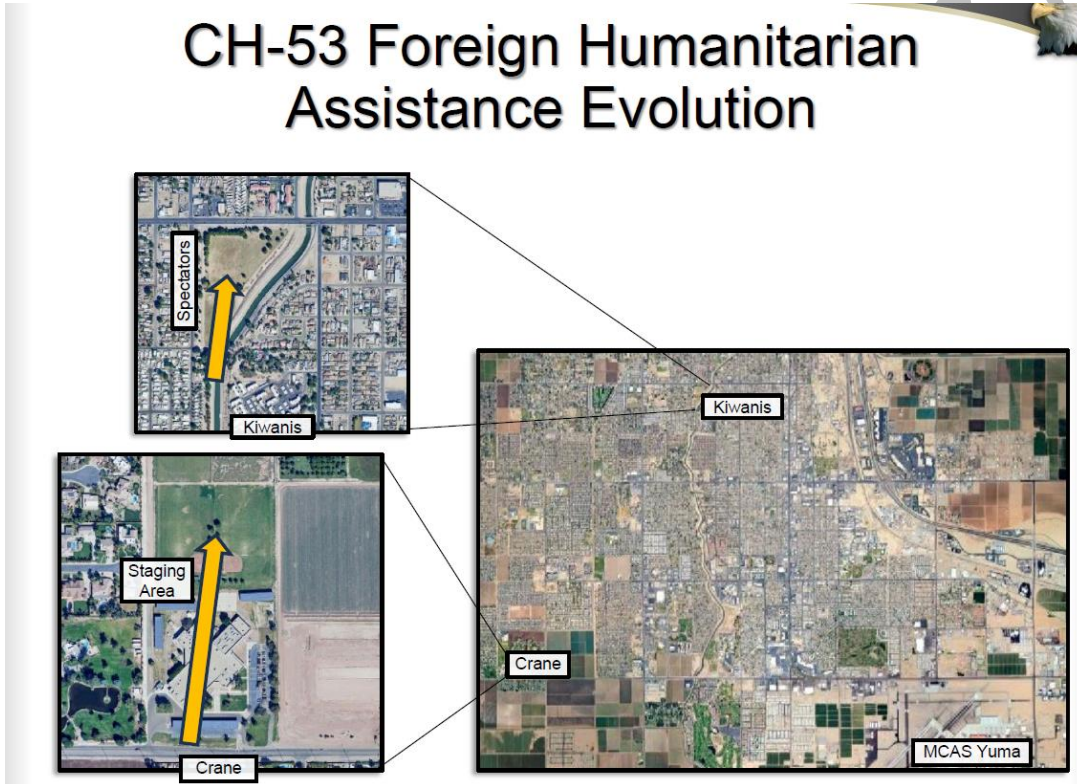 CH-53 Foreign Humanitarian
Assistance Evolution
Spectators
Kiwanis
Staging
Area
Crane
Kiwanis
Crane
MCAS Yuma